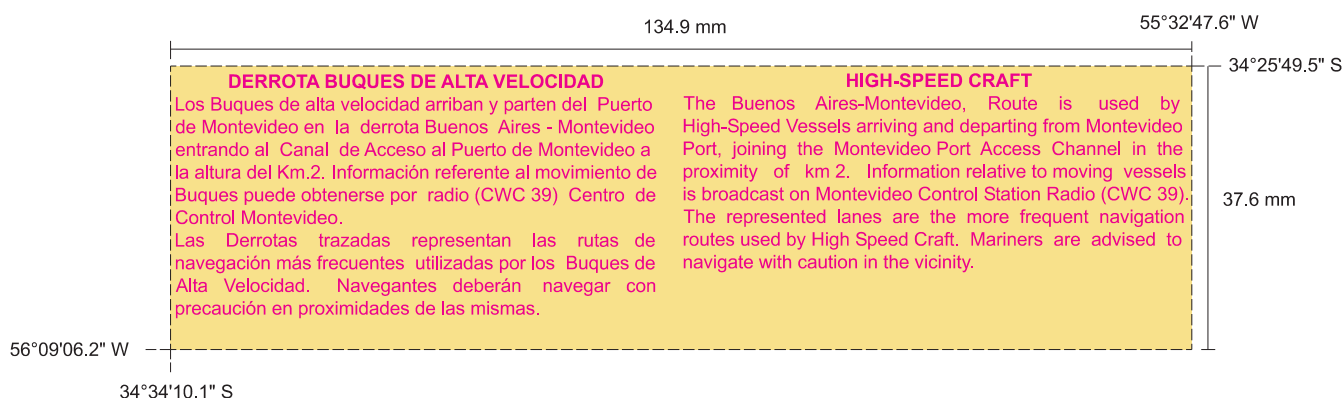 134.9 mm
55°32'47.6" W
34°25'49.5" S
DERROTA BUQUES DE ALTA VELOCIDAD
Los Buques de alta velocidad arriban y parten del Puerto
de Montevideo en la derrota Buenos Aires - Montevideo
entrando al Canal de Acceso al Puerto de Montevideo a
la altura del Km.2. Información referente al movimiento de
Buques puede obtenerse por radio (CWC 39) Centro de
Control Montevideo.
Las Derrotas trazadas representan las rutas de
navegación más frecuentes utilizadas por los Buques de
Alta Velocidad. Navegantes deberán navegar con
precaución en proximidades de las mismas.
HIGH-SPEED CRAFT
The Buenos Aires-Montevideo, Route is used by
High-Speed Vessels arriving and departing from Montevideo
Port, joining the Montevideo Port Access Channel in the
proximity of km 2. Information relative to moving vessels
is broadcast on Montevideo Control Station Radio (CWC 39).
The represented lanes are the more frequent navigation
routes used by High Speed Craft. Mariners are advised to
navigate with caution in the vicinity.
37.6 mm
56°09'06.2" W
34°34'10.1" S